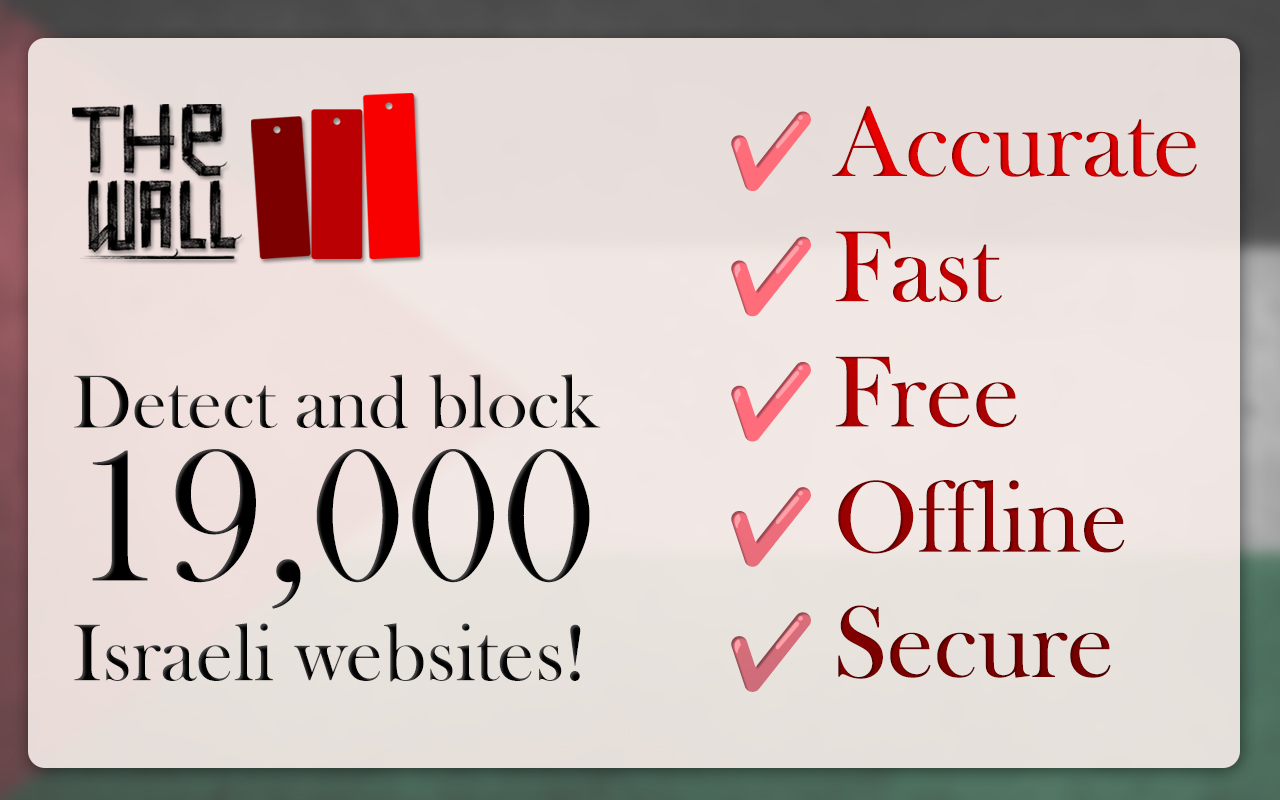 THe
WALL
Detect and block
19,000
Israeli websites!
Accurate
Fast
Free
Offline
Secure